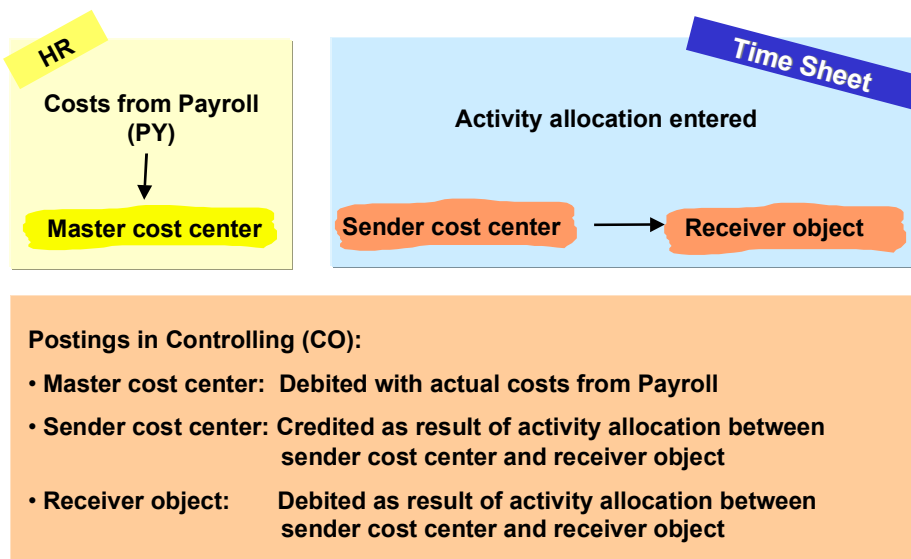 HR
Costs from Payroll
(PY)
Master cost center
Time Sheet
Activity allocation entered
Sender cost center
Receiver object
Postings in Controlling (CO):
• Master cost center: Debited with actual costs from Payroll
• Sender cost center: Credited as result of activity allocation between
sender cost center and receiver object
• Receiver object: Debited as result of activity allocation between
sender cost center and receiver object